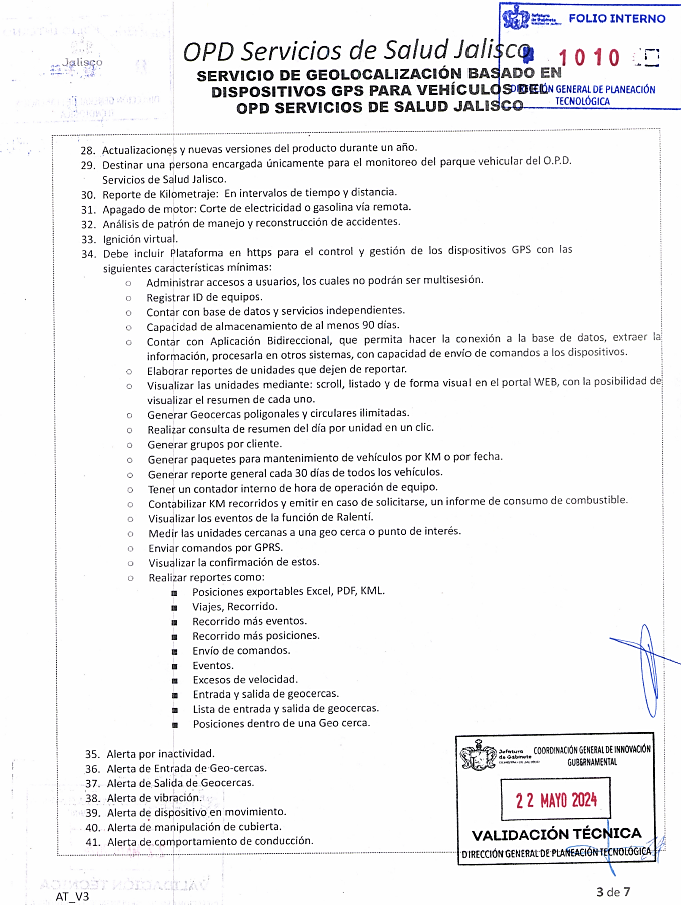 Jalisco
OPD Servicios de Salud Jalisco
SERVICIO DE GEOLOCALIZACIÓN BASADO EN
DISPOSITIVOS GPS PARA VEHÍCULOS DEL
OPD SERVICIOS DE SALUD JALISCO
Jefatura
de Gabinete
FOLIO INTERNO
1010
DIRECCIÓN GENERAL DE PLANEACIÓN
TECNOLÓGICA
28. Actualizaciones y nuevas versiones del producto durante un año.
29. Destinar una persona encargada únicamente para el monitoreo del parque vehicular del O.P.D.
Servicios de Salud Jalisco.
30. Reporte de Kilometraje: En intervalos de tiempo y distancia.
31. Apagado de motor: Corte de electricidad o gasolina vía remota.
32. Análisis de patrón de manejo y reconstrucción de accidentes.
33. Ignición virtual.
34. Debe incluir Plataforma en https para el control y gestión de los dispositivos GPS con las
siguientes características mínimas:
○ Administrar accesos a usuarios, los cuales no podrán ser multisesión.
○ Registrar ID de equipos.
○ Contar con base de datos y servicios independientes.
○ Capacidad de almacenamiento de al menos 90 días.
○ Contar con Aplicación Bidireccional, que permita hacer la conexión a la base de datos, extraer la
información, procesarla en otros sistemas, con capacidad de envío de comandos a los dispositivos.
○ Elaborar reportes de unidades que dejen de reportar.
○ Visualizar las unidades mediante: scroll, listado y de forma visual en el portal WEB, con la posibilidad de
visualizar el resumen de cada uno.
○ Generar Geocercas poligonales y circulares ilimitadas.
○ Realizar consulta de resumen del día por unidad en un clic.
○ Generar grupos por cliente.
○ Generar paquetes para mantenimiento de vehículos por KM o por fecha.
○ Generar reporte general cada 30 días de todos los vehículos.
○ Tener un contador interno de hora de operación de equipo.
○ Contabilizar KM recorridos y emitir en caso de solicitarse, un informe de consumo de combustible.
○ Visualizar los eventos de la función de Ralentí.
○ Medir las unidades cercanas a una geo cerca o punto de interés.
○ Enviar comandos por GPRS.
○ Visualizar la confirmación de estos.
○ Realizar reportes como:
■ Posiciones exportables Excel, PDF, KML.
■ Viajes, Recorrido.
■ Recorrido más eventos.
■ Recorrido más posiciones.
■ Envío de comandos.
■ Eventos.
■ Excesos de velocidad.
■ Entrada y salida de geocercas.
■ Lista de entrada y salida de geocercas.
■ Posiciones dentro de una Geo cerca.
35. Alerta por inactividad.
36. Alerta de Entrada de Geo-cercas.
37. Alerta de Salida de Geocercas.
38. Alerta de vibración.
39. Alerta de dispositivo en movimiento.
40. Alerta de manipulación de cubierta.
41. Alerta de comportamiento de conducción.
Jefatura
de Gabinete
COORDINACIÓN GENERAL DE INNOVACIÓN
GUBERNAMENTAL
22 MAYO 2024
VALIDACIÓN TÉCNICA
DIRECCIÓN GENERAL DE PLANEACIÓN TECNOLÓGICA
AT_V3
3 de 7